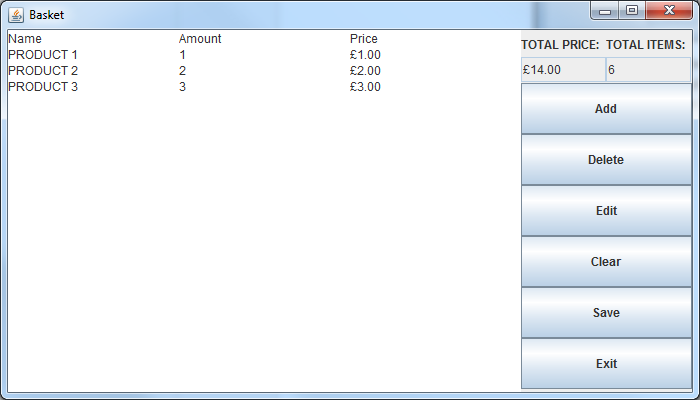 Basket
Name Amount Price
PRODUCT 1 1 £1.00
PRODUCT 2 2 £2.00
PRODUCT 3 3 £3.00
TOTAL PRICE: TOTAL ITEMS:
£14.00 6
Add
Delete
Edit
Clear
Save
Exit